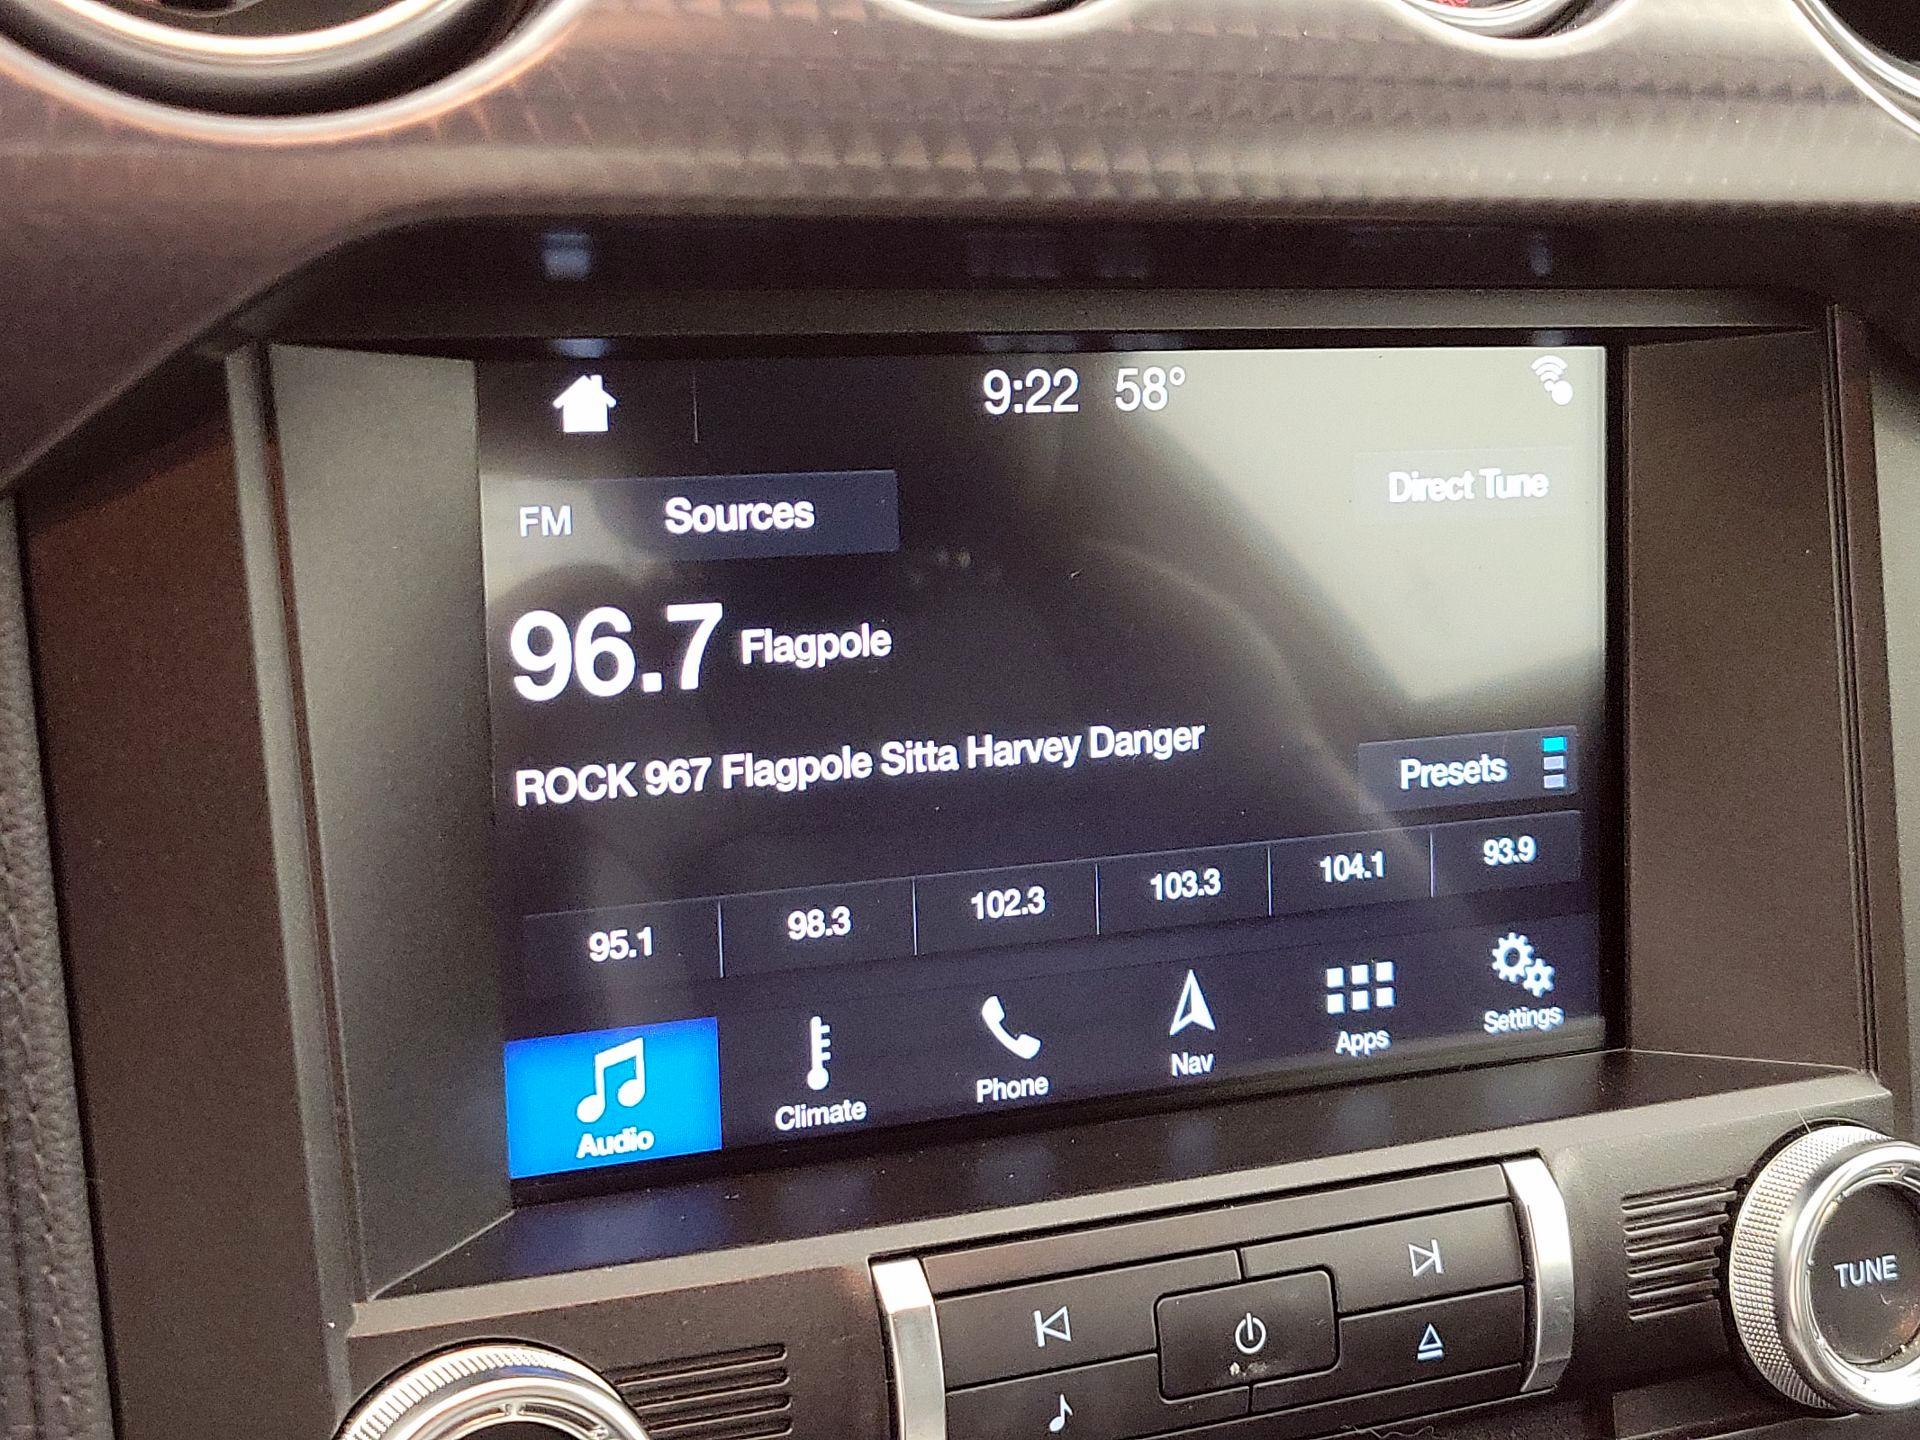 9:22 58°
Direct Tune
FM Sources
96.7 Flagpole
ROCK 967 Flagpole Sitta Harvey Danger
Presets
95.1 98.3 102.3 103.3 104.1 93.9
Audio Climate Phone Nav Apps Settings
TUNE